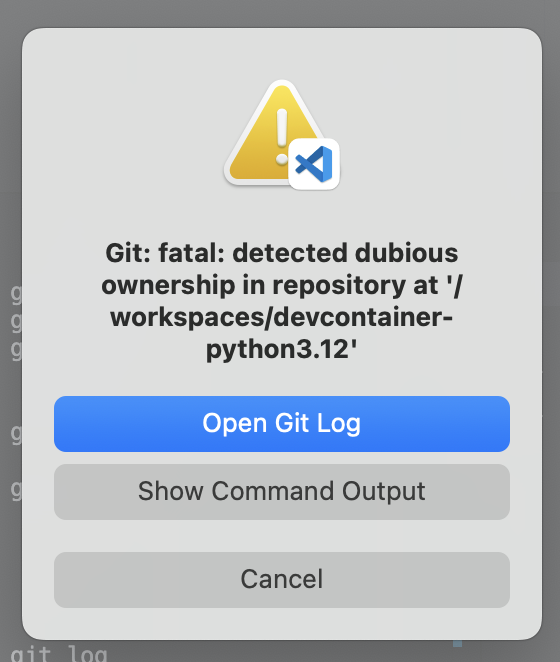 Git: fatal: detected dubious
ownership in repository at '/
workspaces/devcontainer-
python3.12'
g
g
g
g
g
Open Git Log
Show Command Output
Cancel
git log